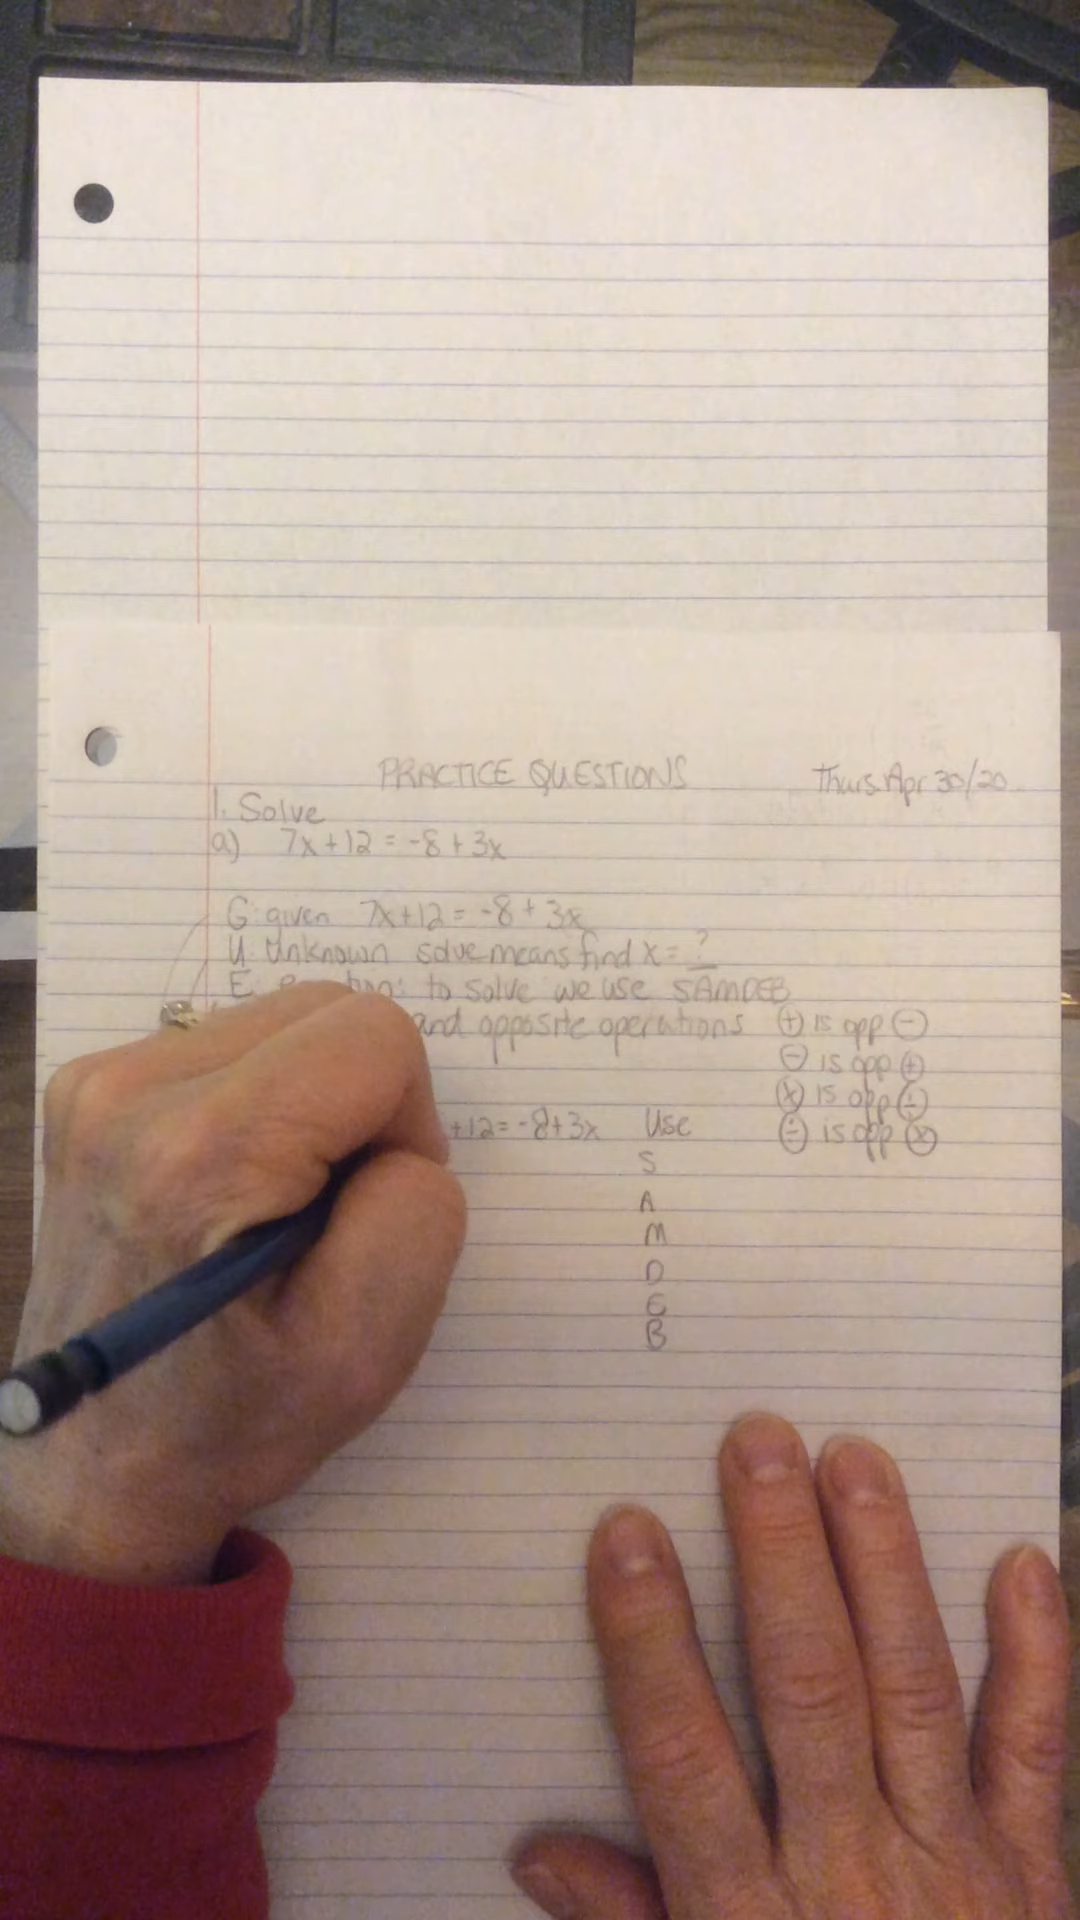 PRACTICE QUESTIONS Thurs Apr 30/20
1. Solve
a) 7x+12 = -8+3x
G: given 7x+12 = -8+3x
U: Unknown solve means find x = ?
E: to solve we use SAMDEB
and opposite operations (+) is opp (-)
(-) is opp (+)
(x) is opp (÷)
+12=-8+3x Use (÷) is opp (x)
S
A
M
D
E
B